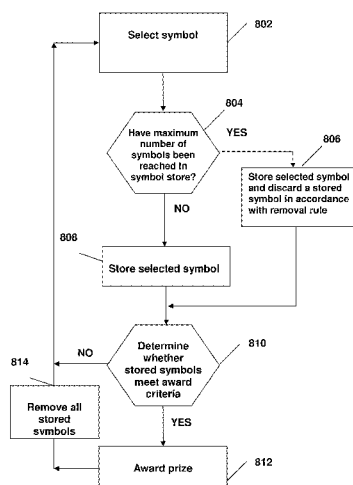 Select symbol
802
Have maximum
number of
symbols been
reached in
symbol store?
804
YES
806
Store selected symbol
and discard a stored
symbol in accordance
with removal rule
NO
808
Store selected symbol
814
NO
Determine
whether
stored symbols
meet award
criteria
810
Remove all
stored
symbols
YES
Award prize
812